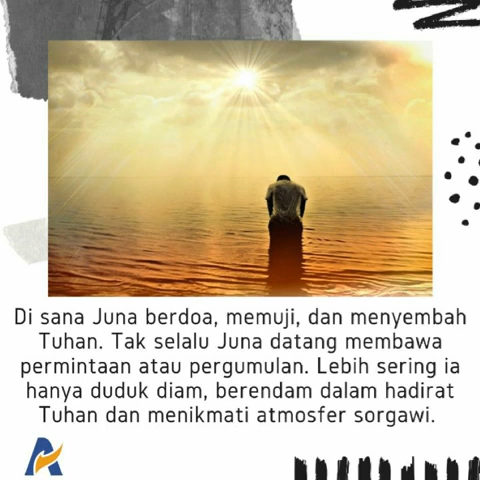 Di sana Juna berdoa, memuji, dan menyembah
Tuhan. Tak selalu Juna datang membawa
permintaan atau pergumulan. Lebih sering ia
hanya duduk diam, berendam dalam hadirat
Tuhan dan menikmati atmosfer sorgawi.